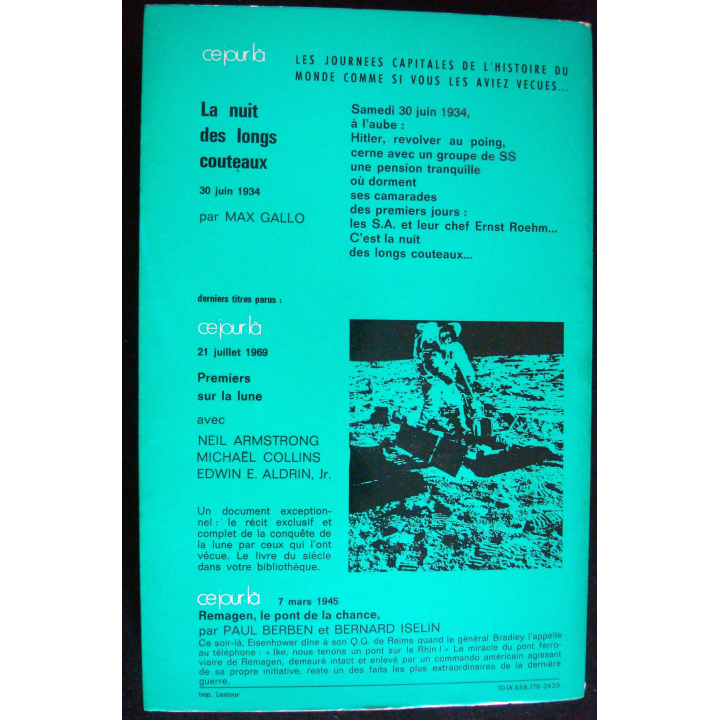 ce jour-là
LES JOURNEES CAPITALES DE L'HISTOIRE DU
MONDE COMME SI VOUS LES AVIEZ VECUES...
La nuit
des longs
couteaux
30 juin 1934
par MAX GALLO
Samedi 30 juin 1934,
à l'aube :
Hitler, revolver au poing,
cerne avec un groupe de SS
une pension tranquille
où dorment
ses camarades
des premiers jours :
les S.A. et leur chef Ernst Roehm...
C'est la nuit
des longs couteaux...
derniers titres parus :
ce jour-là
21 juillet 1969
Premiers
sur la lune
avec
NEIL ARMSTRONG
MICHAËL COLLINS
EDWIN E. ALDRIN, Jr.
Un document exception-
nel : le récit exclusif et
complet de la conquête de
la lune par ceux qui l'ont
vécue. Le livre du siècle
dans votre bibliothèque.
ce jour-là 7 mars 1945
Remagen, le pont de la chance,
par PAUL BERBEN et BERNARD ISELIN
Ce soir-là, Eisenhower dîne à son Q.G. de Reims quand le général Bradley l'appelle
au téléphone : « Ike, nous tenons un pont sur le Rhin ! » Le miracle du pont ferro-
viaire de Remagen, demeuré intact et enlevé par un commando américain agissant
de sa propre initiative, reste un des faits les plus extraordinaires de la dernière
guerre.
Imp. Lestour
70.IX.558.776-2420